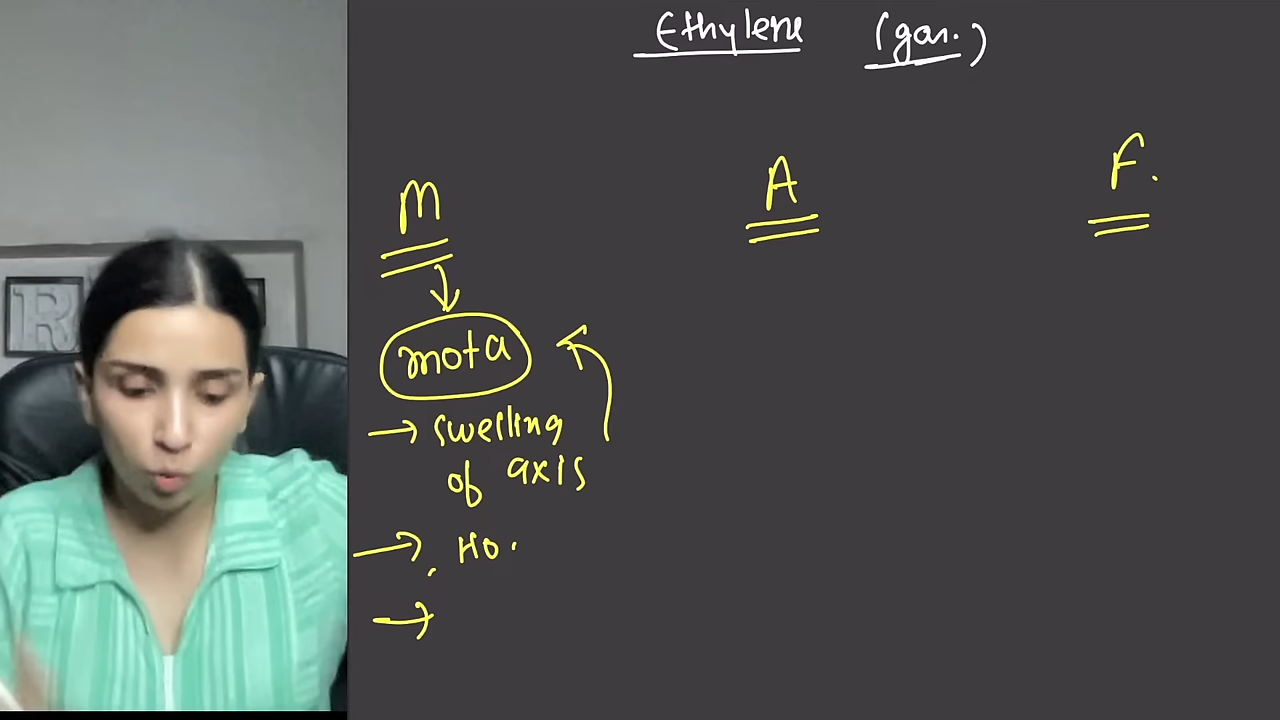 Ethylene (gas.)
M
A
F.
mota
→ swelling
of axis
→ Ho.
→
R